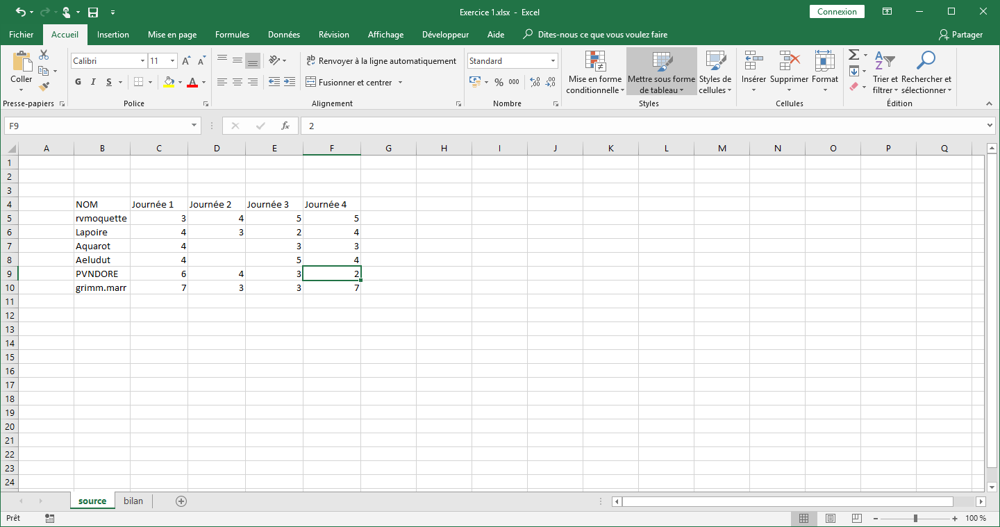 Exercice 1.xlsx - Excel
Connexion
Fichier Accueil Insertion Mise en page Formules Données Révision Affichage Développeur Aide Dites-nous ce que vous voulez faire Partager
Coller
Presse-papiers
Calibri 11
G I S
Police
Renvoyer à la ligne automatiquement
Fusionner et centrer
Alignement
Standard
% 000
Nombre
Mise en forme conditionnelle
Mettre sous forme de tableau
Styles de cellules
Styles
Insérer Supprimer Format
Cellules
Trier et filtrer
Rechercher et sélectionner
Édition
F9 fx 2
A B C D E F G H I J K L M N O P Q
1
2
3
4 NOM Journée 1 Journée 2 Journée 3 Journée 4
5 rvmoquette 3 4 5 5
6 Lapoire 4 3 2 4
7 Aquarot 4 3 3
8 Aeludut 4 5 4
9 PVNDORE 6 4 3 2
10 grimm.marr 7 3 3 7
11
12
13
14
15
16
17
18
19
20
21
22
23
24
source bilan
Prêt 100 %